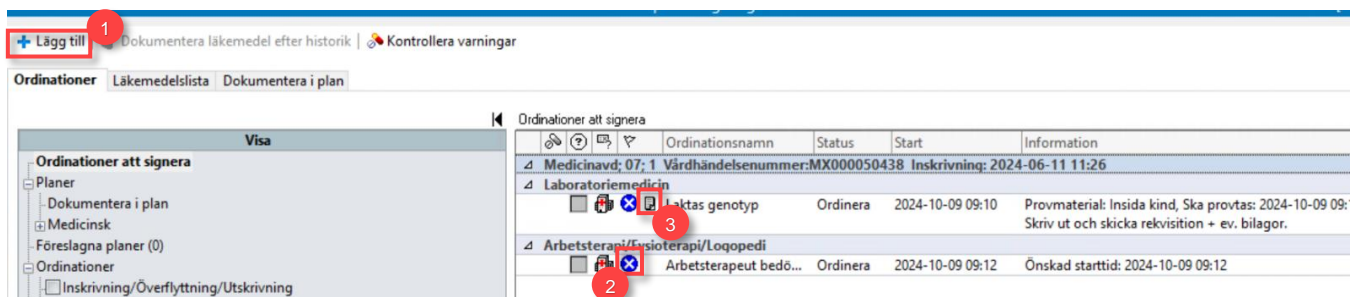 1
Lägg till Dokumentera läkemedel efter historik Kontrollera varningar
Ordinationer Läkemedelslista Dokumentera i plan
Ordinationer att signera
Visa
Ordinationsnamn Status Start Information
Ordinationer att signera
Medicinavd; 07; 1 Vårdhändelsenummer:MX000050438 Inskrivning: 2024-06-11 11:26
Planer
Laboratoriemedicin
Dokumentera i plan
Laktas genotyp Ordinera 2024-10-09 09:10 Provmaterial: Insida kind, Ska provtas: 2024-10-09 09:
Medicinsk
3
Skriv ut och skicka rekvisition + ev. bilagor.
Föreslagna planer (0)
Arbetsterapi/Fysioterapi/Logopedi
Ordinationer
Arbetsterapeut bedö... Ordinera 2024-10-09 09:12 Önskad starttid: 2024-10-09 09:12
Inskrivning/Överflyttning/Utskrivning
2